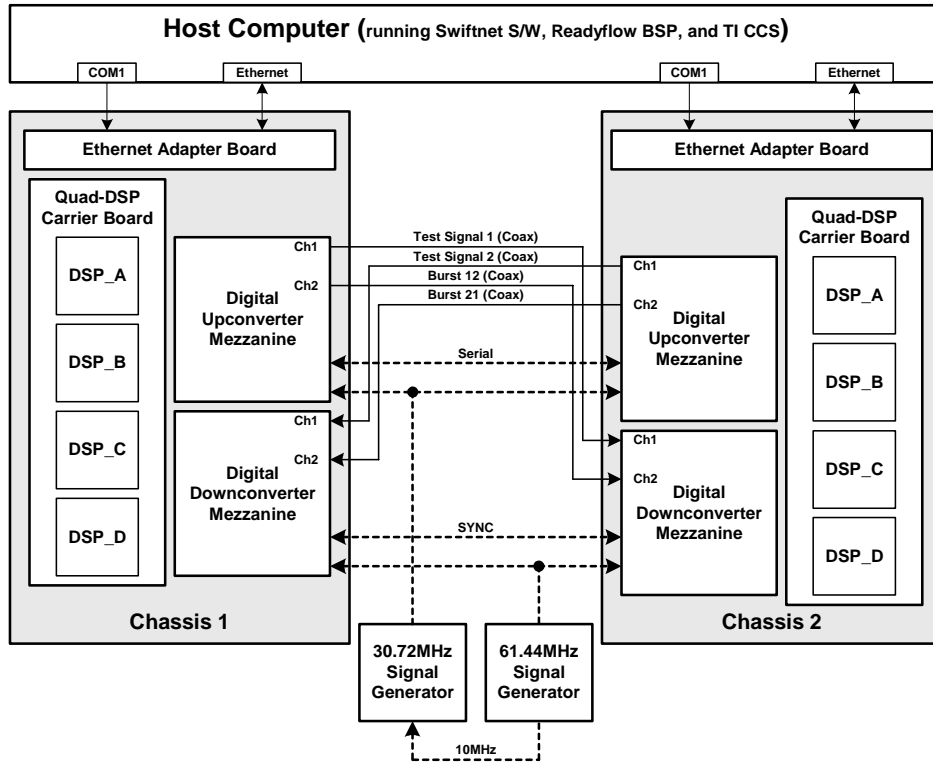 Host Computer (running Swiftnet S/W, Readyflow BSP, and TI CCS)
COM1
Ethernet
COM1
Ethernet
Ethernet Adapter Board
Quad-DSP
Carrier Board
DSP_A
DSP_B
DSP_C
DSP_D
Ch1
Ch2
Digital
Upconverter
Mezzanine
Ch1
Ch2
Digital
Downconverter
Mezzanine
Chassis 1
Test Signal 1 (Coax)
Test Signal 2 (Coax)
Burst 12 (Coax)
Burst 21 (Coax)
Serial
SYNC
Ethernet Adapter Board
Ch1
Ch2
Digital
Upconverter
Mezzanine
Ch1
Ch2
Digital
Downconverter
Mezzanine
Quad-DSP
Carrier Board
DSP_A
DSP_B
DSP_C
DSP_D
Chassis 2
30.72MHz
Signal
Generator
61.44MHz
Signal
Generator
10MHz